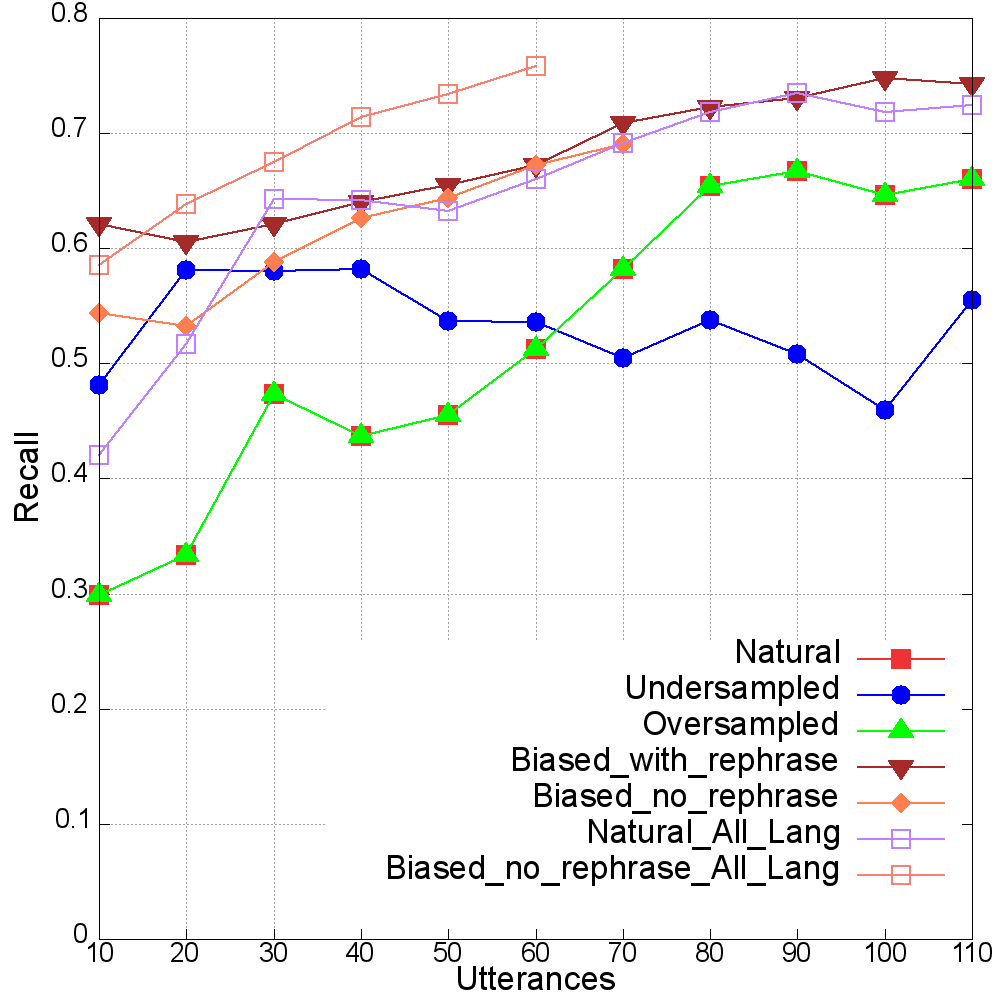 0.8
0.7
0.6
0.5
0.4
0.3
0.2
0.1
0
Recall
10 20 30 40 50 60 70 80 90 100 110
Utterances
Natural
Undersampled
Oversampled
Biased_with_rephrase
Biased_no_rephrase
Natural_All_Lang
Biased_no_rephrase_All_Lang